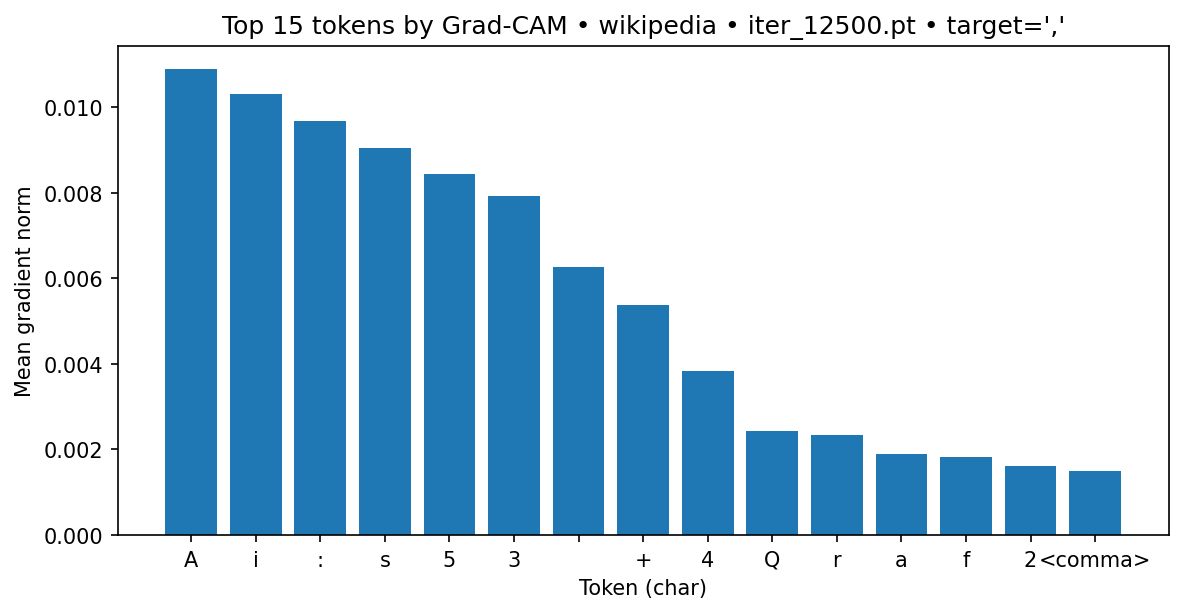 Top 15 tokens by Grad-CAM • wikipedia • iter_12500.pt • target=','
0.010
0.008
0.006
0.004
0.002
0.000
Mean gradient norm
A i : s 5 3 + 4 Q r a f 2 <comma>
Token (char)